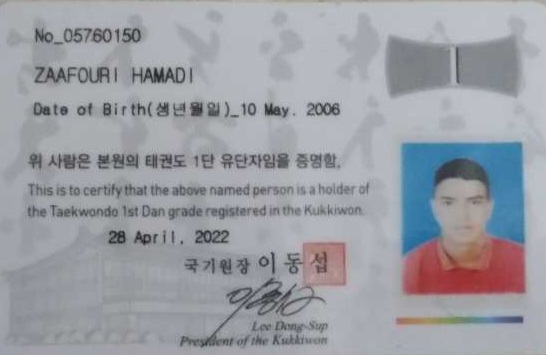 No_05760150
ZAAFOURI HAMADI
Date of Birth(생년월일)_10 May. 2006
위 사람은 본원의 태권도 1단 유단자임을 증명함.
This is to certify that the above named person is a holder of
the Taekwondo 1st Dan grade registered in the Kukkiwon.
28 April, 2022
국기원장 이동섭
Lee Dong-Sup
President of the Kukkiwon